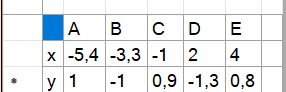 A B C D E
x -5,4 -3,3 -1 2 4
* y 1 -1 0,9 -1,3 0,8